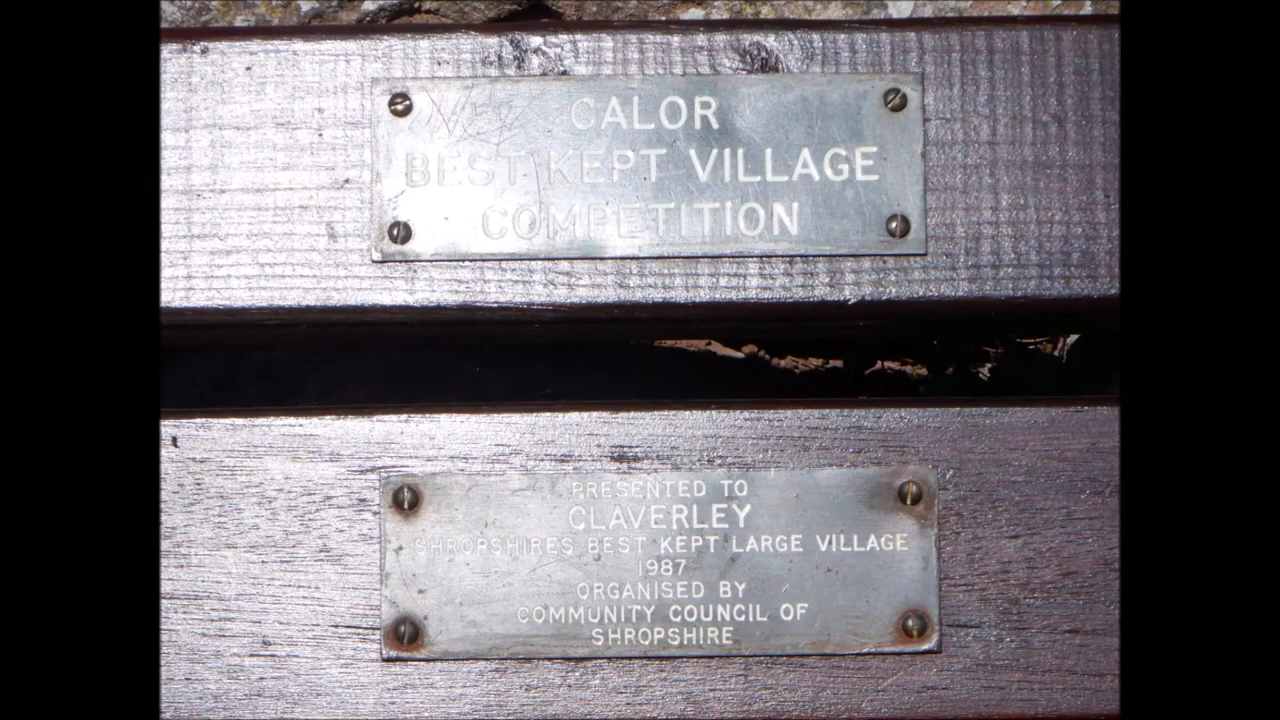 CALOR
BEST KEPT VILLAGE
COMPETITION
PRESENTED TO
CLAVERLEY
SHROPSHIRES BEST KEPT LARGE VILLAGE
1987
ORGANISED BY
COMMUNITY COUNCIL OF
SHROPSHIRE